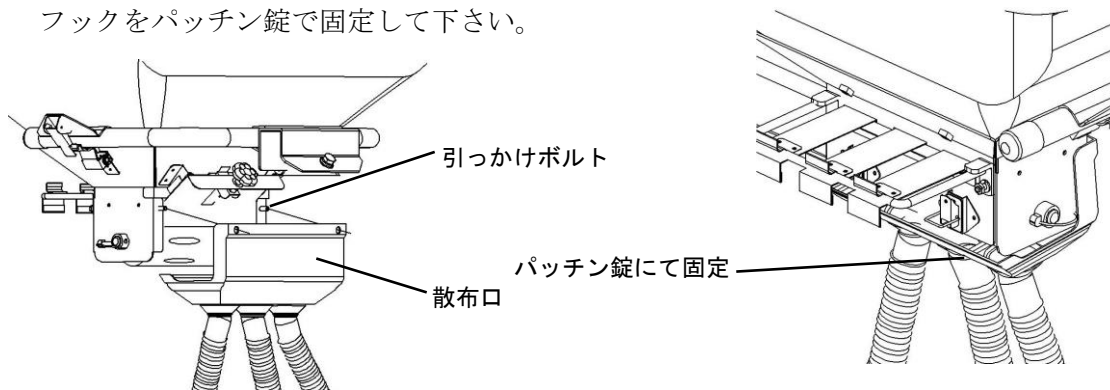 フックをパッチン錠で固定して下さい。
引っかけボルト
パッチン錠にて固定
散布口